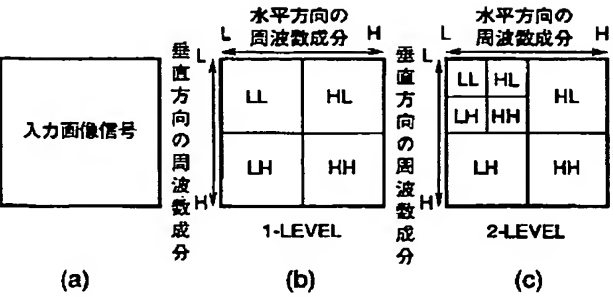 入力画像信号
(a)
水平方向の
周波数成分
L
H
垂直方向の周波数成分
L
H
LL
HL
LH
HH
1-LEVEL
(b)
水平方向の
周波数成分
L
H
垂直方向の周波数成分
L
H
LL
HL
LH
HH
HL
LH
HH
2-LEVEL
(c)